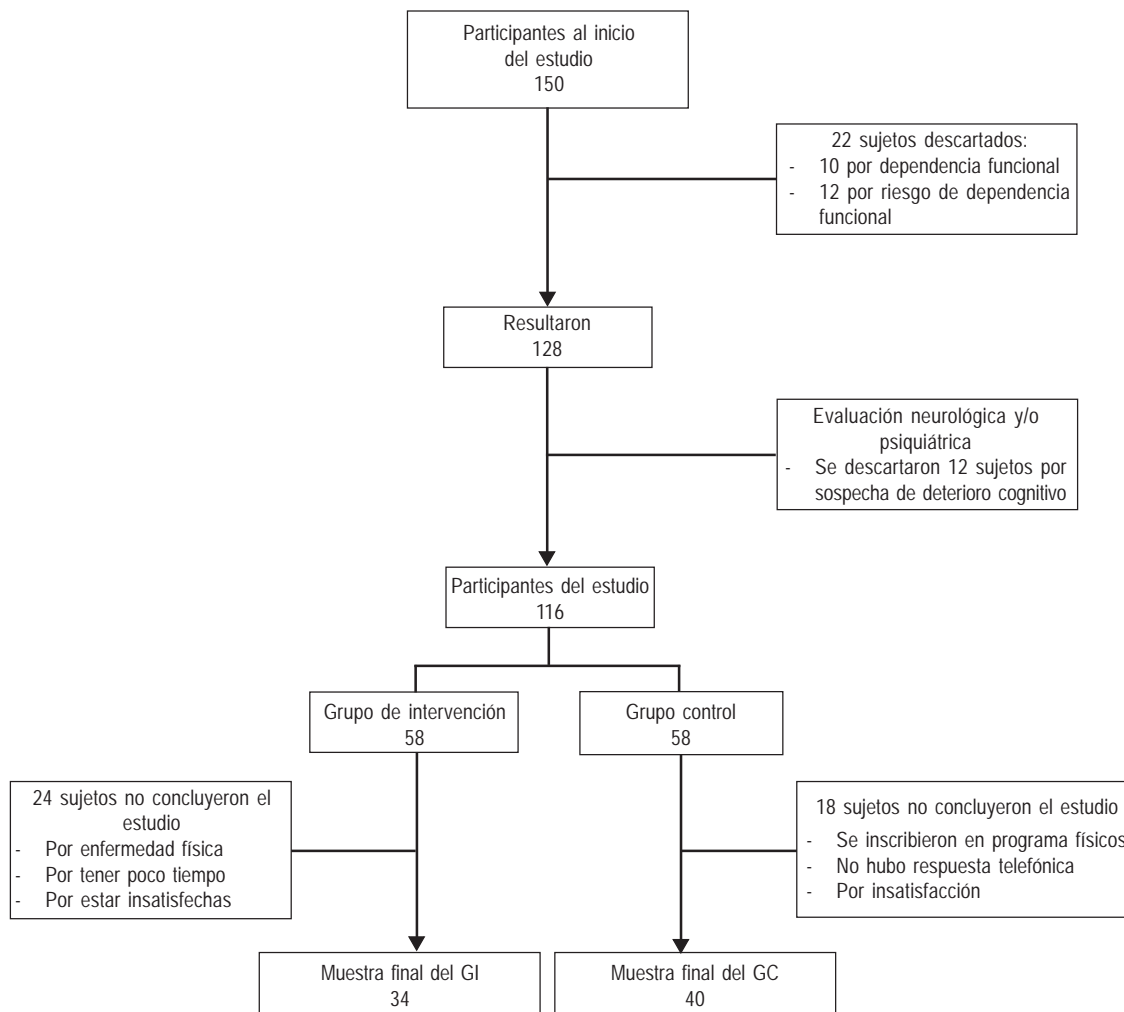 Participantes al inicio
del estudio
150
22 sujetos descartados:
- 10 por dependencia funcional
- 12 por riesgo de dependencia
funcional
Resultaron
128
Evaluación neurológica y/o
psiquiátrica
- Se descartaron 12 sujetos por
sospecha de deterioro cognitivo
Participantes del estudio
116
Grupo de intervención
58
Grupo control
58
24 sujetos no concluyeron el
estudio
- Por enfermedad física
- Por tener poco tiempo
- Por estar insatisfechas
18 sujetos no concluyeron el estudio
- Se inscribieron en programa físicos
- No hubo respuesta telefónica
- Por insatisfacción
Muestra final del GI
34
Muestra final del GC
40